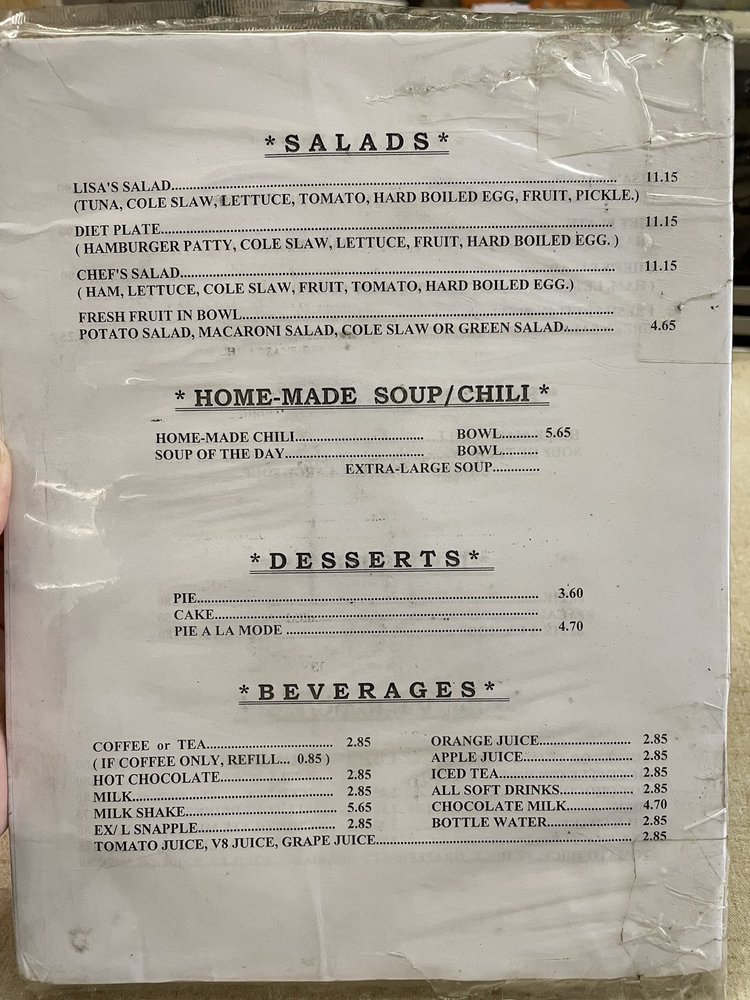 *SALADS*
LISA'S SALAD........................................ 11.15
(TUNA, COLE SLAW, LETTUCE, TOMATO, HARD BOILED EGG, FRUIT, PICKLE.)
DIET PLATE........................................ 11.15
( HAMBURGER PATTY, COLE SLAW, LETTUCE, FRUIT, HARD BOILED EGG. )
CHEF'S SALAD........................................ 11.15
( HAM, LETTUCE, COLE SLAW, FRUIT, TOMATO, HARD BOILED EGG.)
FRESH FRUIT IN BOWL........................................
POTATO SALAD, MACARONI SALAD, COLE SLAW OR GREEN SALAD............. 4.65
* HOME-MADE SOUP/CHILI *
HOME-MADE CHILI.............................. BOWL.......... 5.65
SOUP OF THE DAY.............................. BOWL..........
EXTRA-LARGE SOUP............
*DESSERTS*
PIE........................................ 3.60
CAKE........................................
PIE A LA MODE ........................................ 4.70
*BEVERAGES*
COFFEE or TEA.............................. 2.85
( IF COFFEE ONLY, REFILL... 0.85 )
HOT CHOCOLATE.......................... 2.85
MILK........................................ 2.85
MILK SHAKE.............................. 5.65
EX/ L SNAPPLE.............................. 2.85
ORANGE JUICE...................... 2.85
APPLE JUICE.......................... 2.85
ICED TEA.............................. 2.85
ALL SOFT DRINKS................. 2.85
CHOCOLATE MILK................ 4.70
BOTTLE WATER.................... 2.85
TOMATO JUICE, V8 JUICE, GRAPE JUICE........................................ 2.85